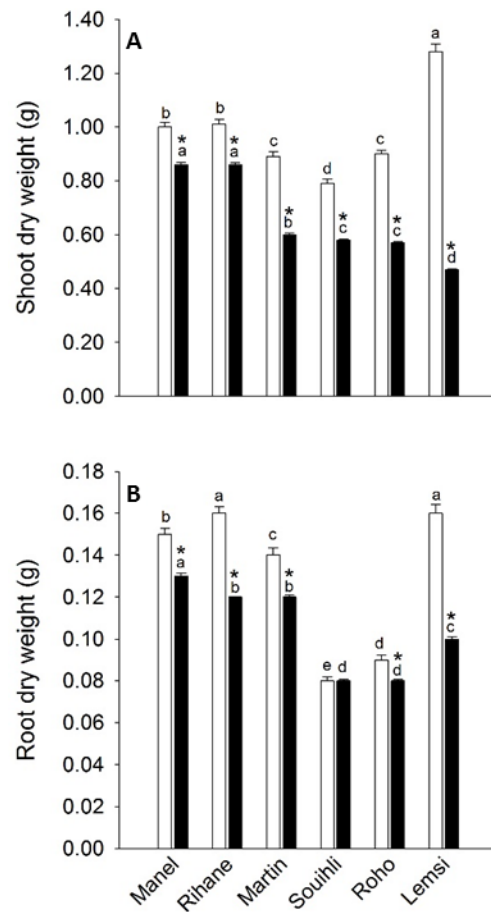 A
Shoot dry weight (g)
1.40
1.20
1.00
0.80
0.60
0.40
0.20
0.00
b * a
b * a
c * b
d * c
c * c
a * d
B
Root dry weight (g)
0.18
0.16
0.14
0.12
0.10
0.08
0.06
0.04
0.02
0.00
b * a
a * b
c * b
e d
d * d
a * c
Manel
Rihane
Martin
Souihli
Roho
Lemsi